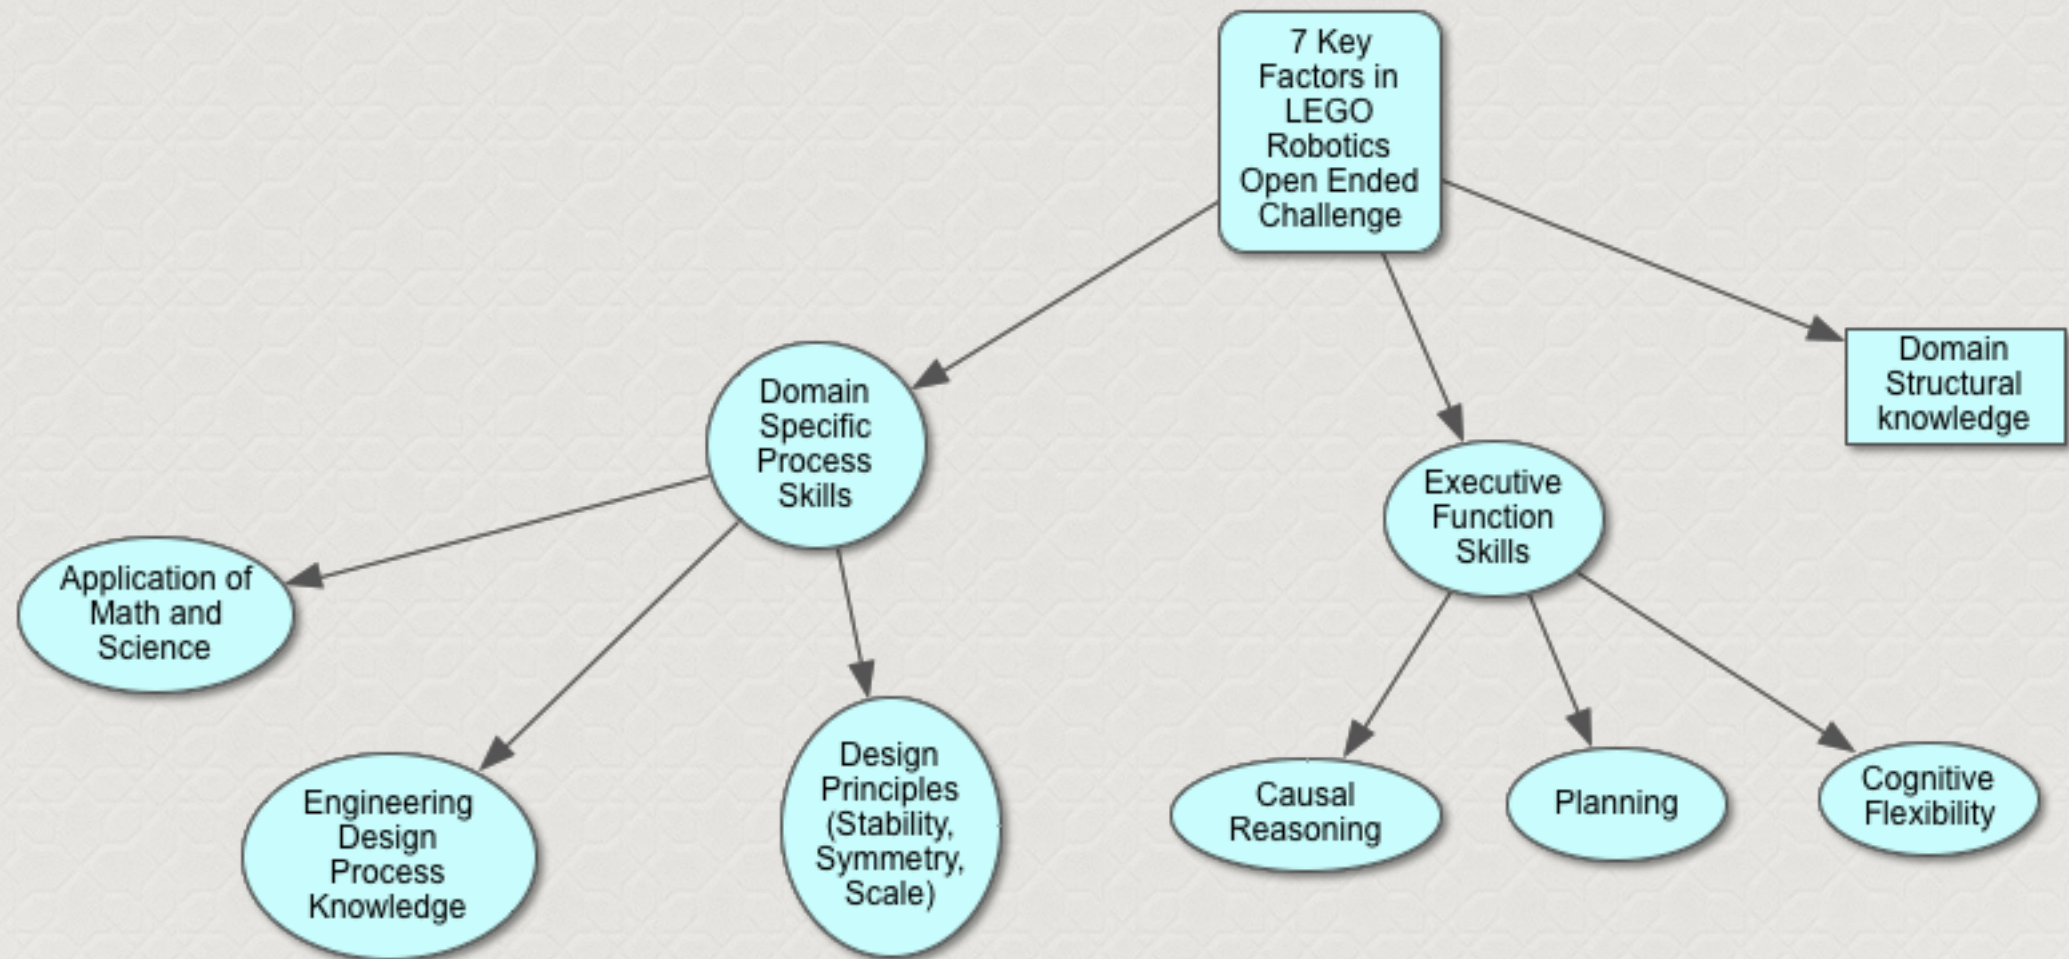 7 Key
Factors in
LEGO
Robotics
Open Ended
Challenge
Domain
Structural
knowledge
Domain
Specific
Process
Skills
Executive
Function
Skills
Application of
Math and
Science
Engineering
Design
Process
Knowledge
Design
Principles
(Stability,
Symmetry,
Scale)
Causal
Reasoning
Planning
Cognitive
Flexibility